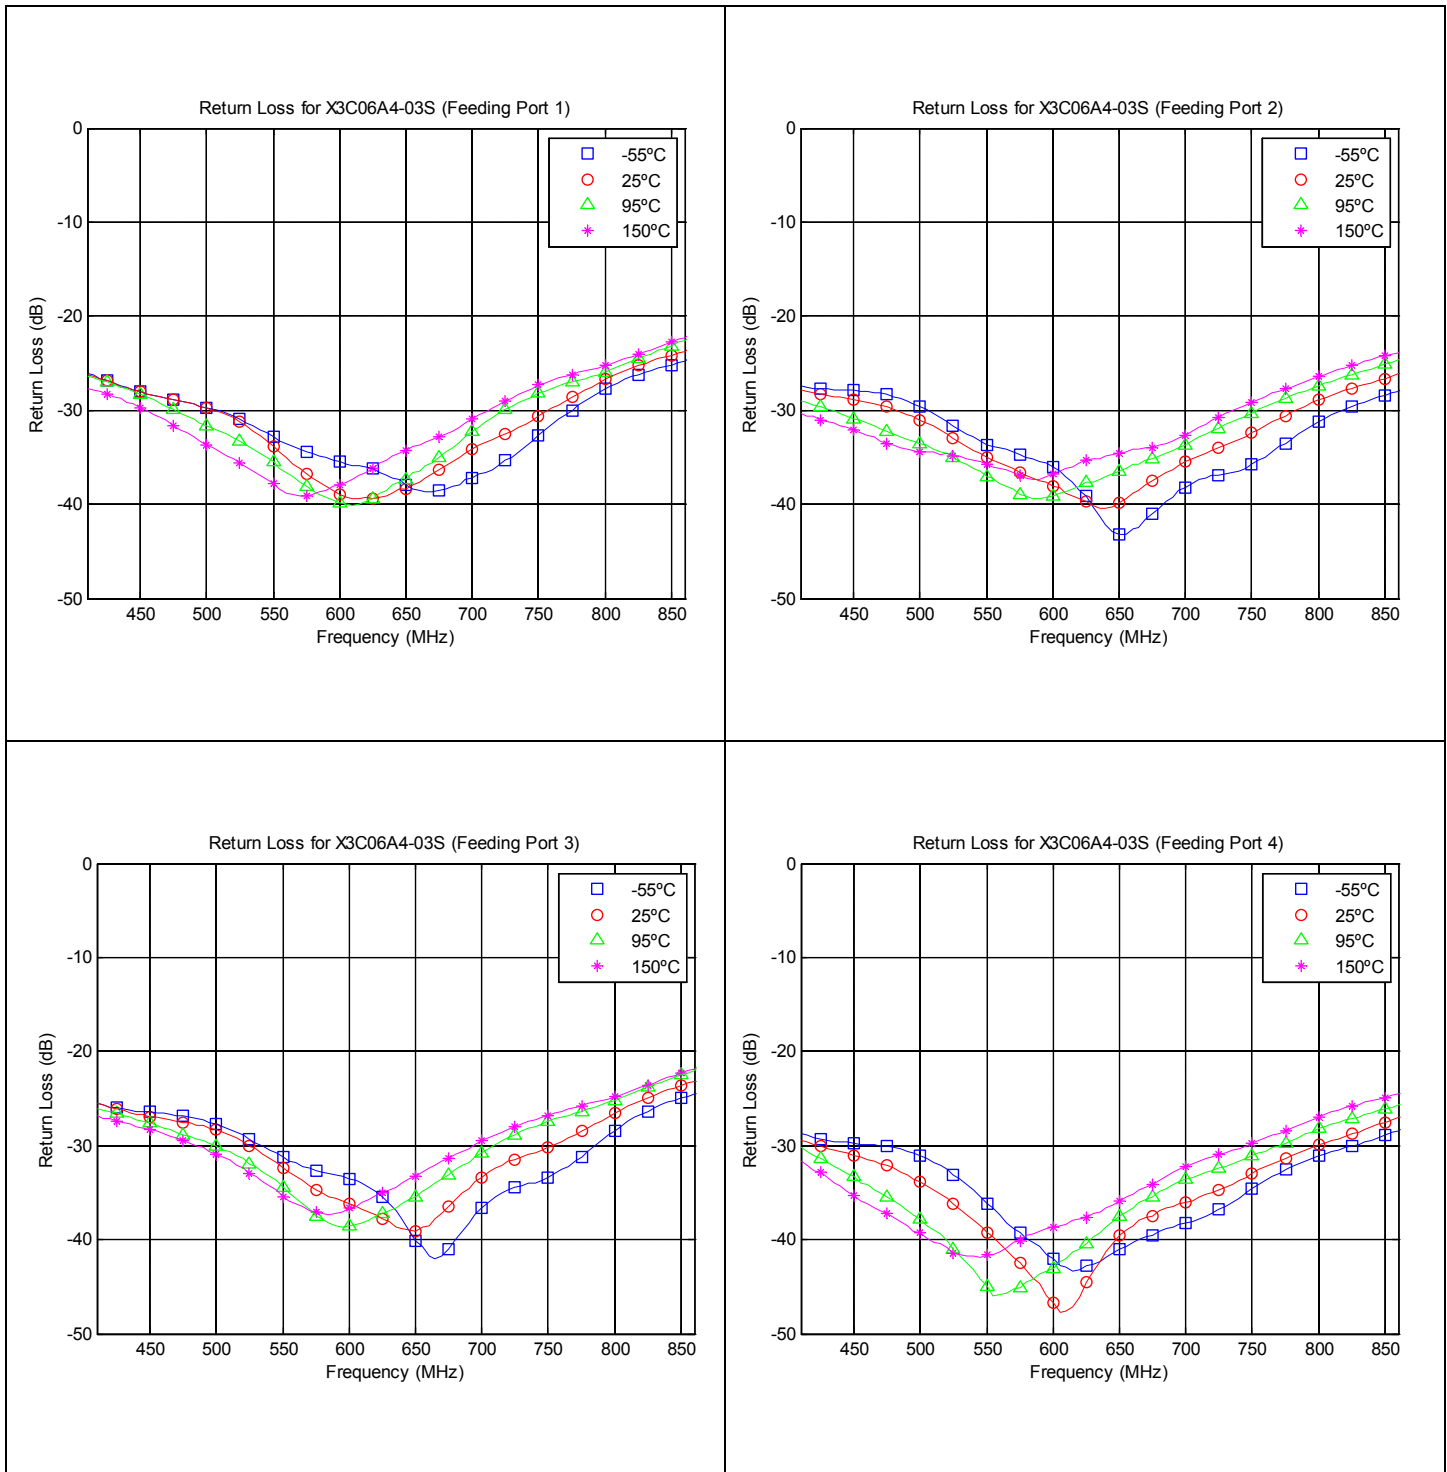 Return Loss for X3C06A4-03S (Feeding Port 1)
0
-10
-20
-30
-40
-50
Return Loss (dB)
-55ºC
25ºC
95ºC
150ºC
450 500 550 600 650 700 750 800 850
Frequency (MHz)
Return Loss for X3C06A4-03S (Feeding Port 2)
0
-10
-20
-30
-40
-50
Return Loss (dB)
-55ºC
25ºC
95ºC
150ºC
450 500 550 600 650 700 750 800 850
Frequency (MHz)
Return Loss for X3C06A4-03S (Feeding Port 3)
0
-10
-20
-30
-40
-50
Return Loss (dB)
-55ºC
25ºC
95ºC
150ºC
450 500 550 600 650 700 750 800 850
Frequency (MHz)
Return Loss for X3C06A4-03S (Feeding Port 4)
0
-10
-20
-30
-40
-50
Return Loss (dB)
-55ºC
25ºC
95ºC
150ºC
450 500 550 600 650 700 750 800 850
Frequency (MHz)